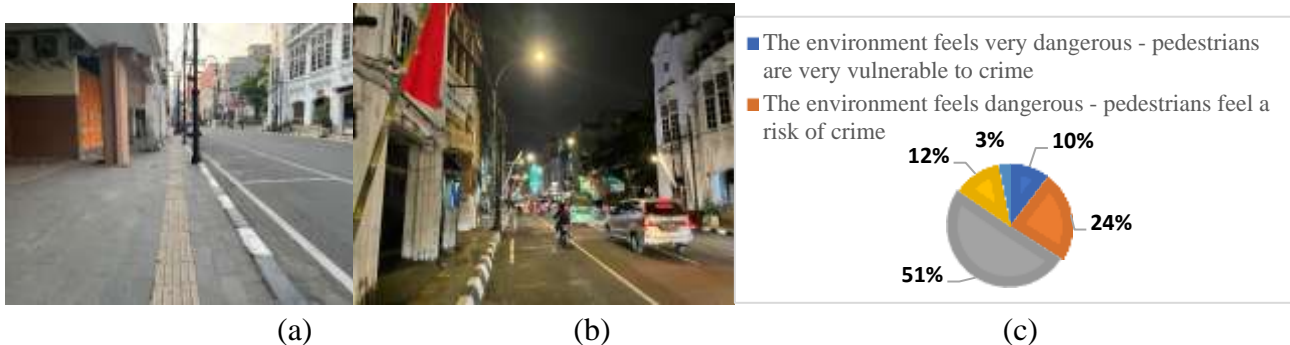 The environment feels very dangerous - pedestrians
are very vulnerable to crime
The environment feels dangerous - pedestrians feel a
risk of crime
3%
10%
12%
24%
51%
(a)
(b)
(c)